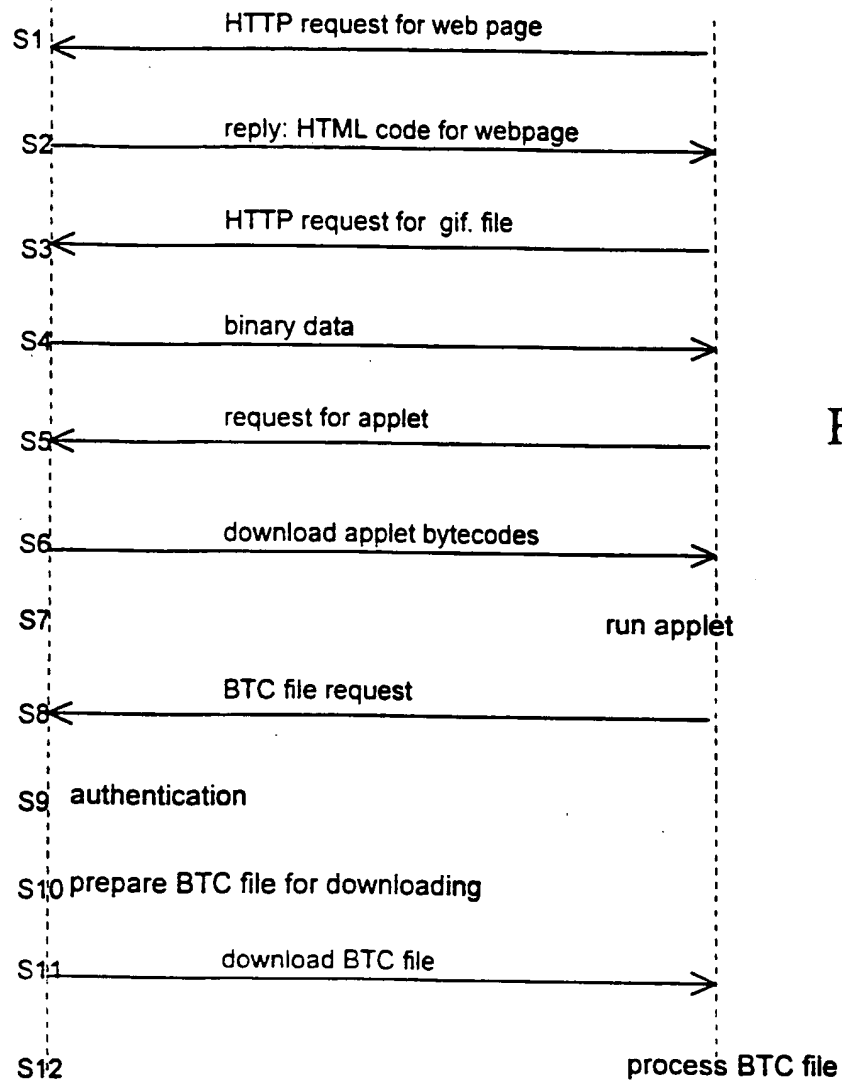 S1 HTTP request for web page
S2 reply: HTML code for webpage
S3 HTTP request for gif. file
S4 binary data
S5 request for applet
S6 download applet bytecodes
S7 run applet
S8 BTC file request
S9 authentication
S10 prepare BTC file for downloading
S11 download BTC file
S12 process BTC file